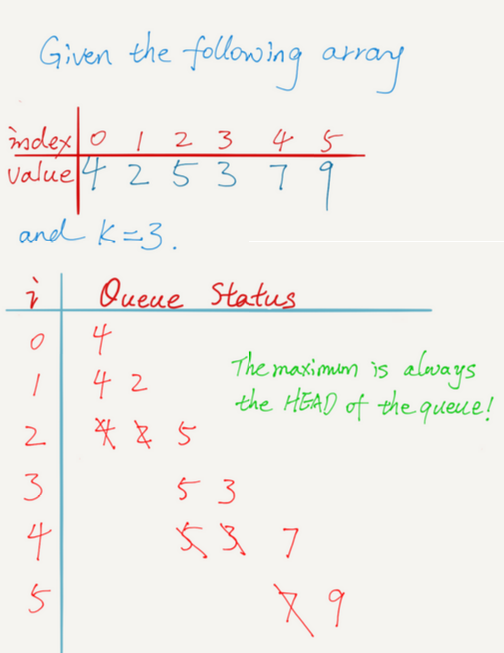 Given the following array
index 0 1 2 3 4 5
value 4 2 5 3 7 9
and K=3.
i Queue Status
0 4
1 4 2
The maximum is always
the HEAD of the queue!
2 4 2 5
3 5 3
4 5 3 7
5 7 9